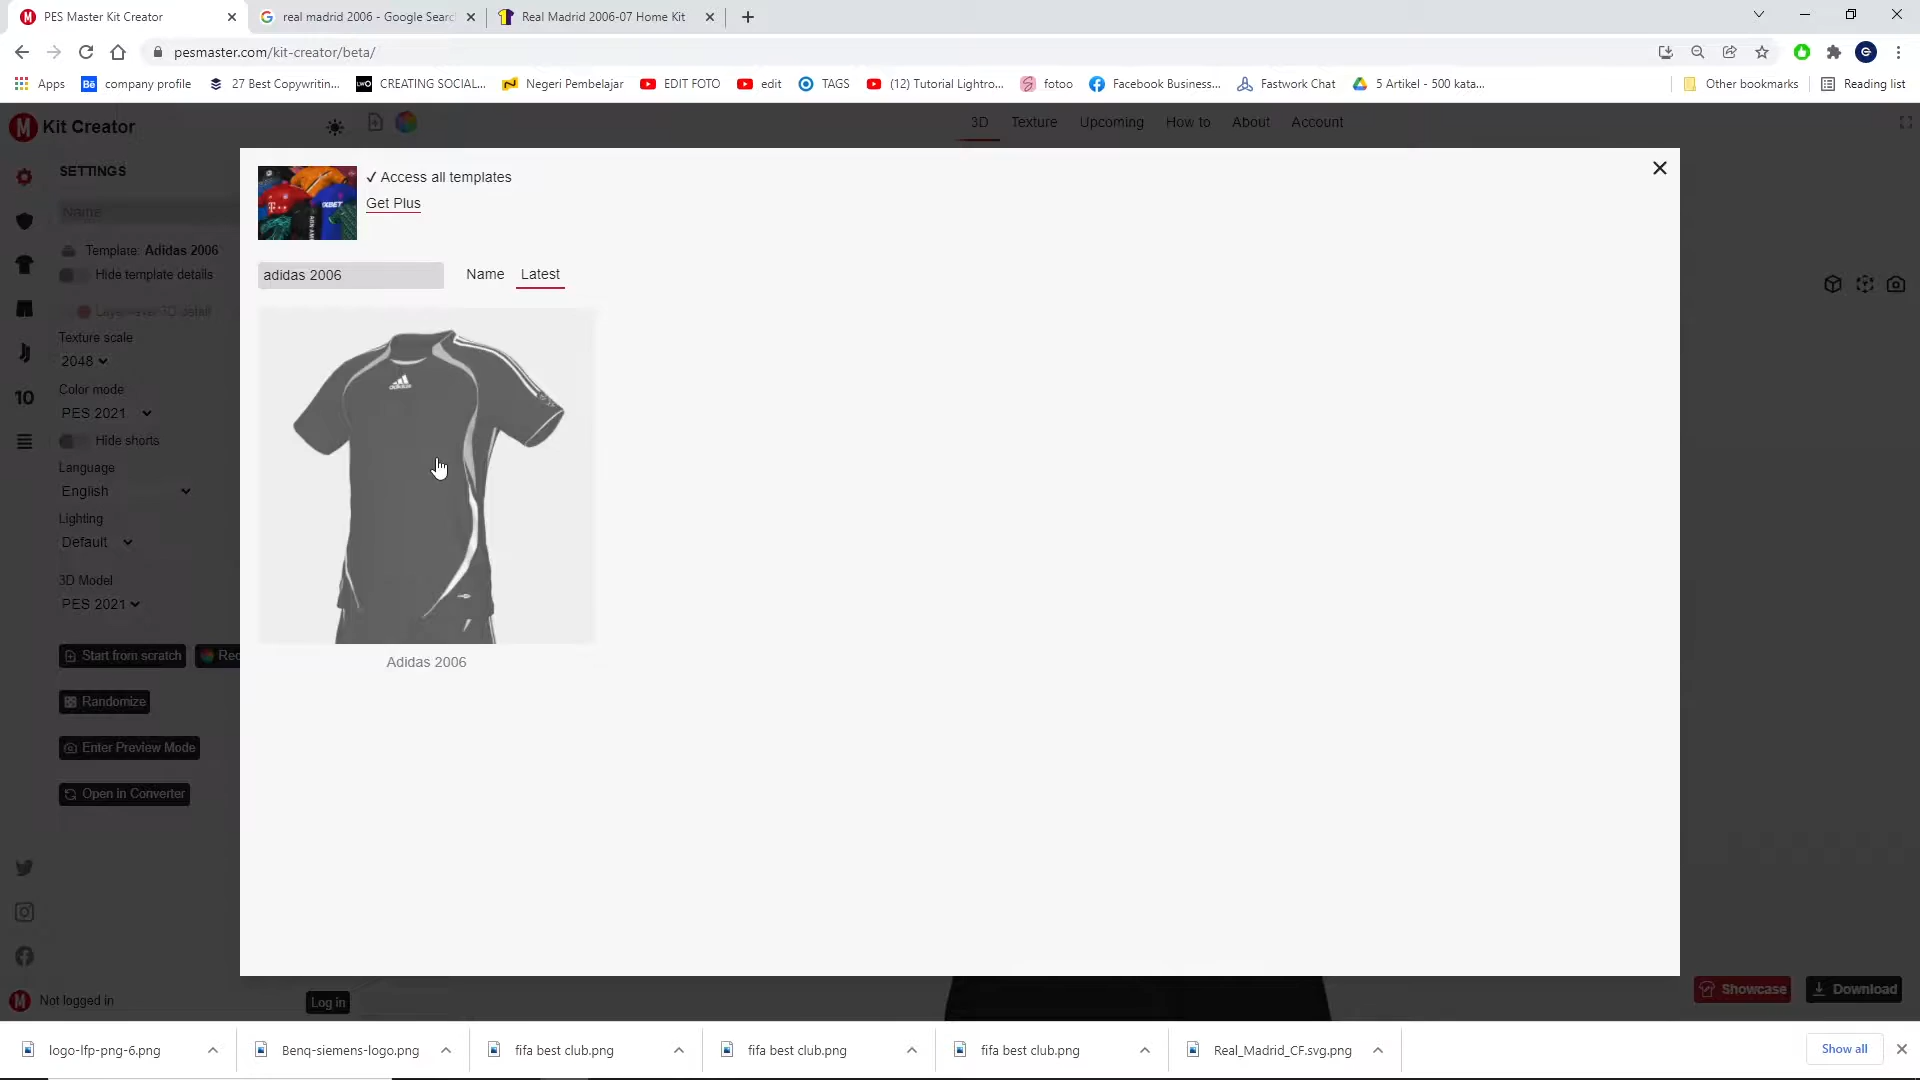 PES Master Kit Creator
real madrid 2006 - Google Searc
Real Madrid 2006-07 Home Kit
pesmaster.com/kit-creator/beta/
Apps
Bē company profile
27 Best Copywritin...
LWO CREATING SOCIAL...
Negeri Pembelajar
EDIT FOTO
edit
TAGS
(12) Tutorial Lightro...
fotoo
Facebook Business...
Fastwork Chat
5 Artikel - 500 kata...
Other bookmarks
Reading list
M Kit Creator
3D
Texture
Upcoming
How to
About
Account
SETTINGS
Name
Template: Adidas 2006
Hide template details
Texture scale
2048
Color mode
PES 2021
10
Hide shorts
Language
English
Lighting
Default
3D Model
PES 2021
Start from scratch
Rec
Randomize
Enter Preview Mode
Open in Converter
M Not logged in
Log in
✓ Access all templates
Get Plus
adidas 2006
Name
Latest
Adidas 2006
Showcase
Download
logo-lfp-png-6.png
Benq-siemens-logo.png
fifa best club.png
fifa best club.png
fifa best club.png
Real_Madrid_CF.svg.png
Show all